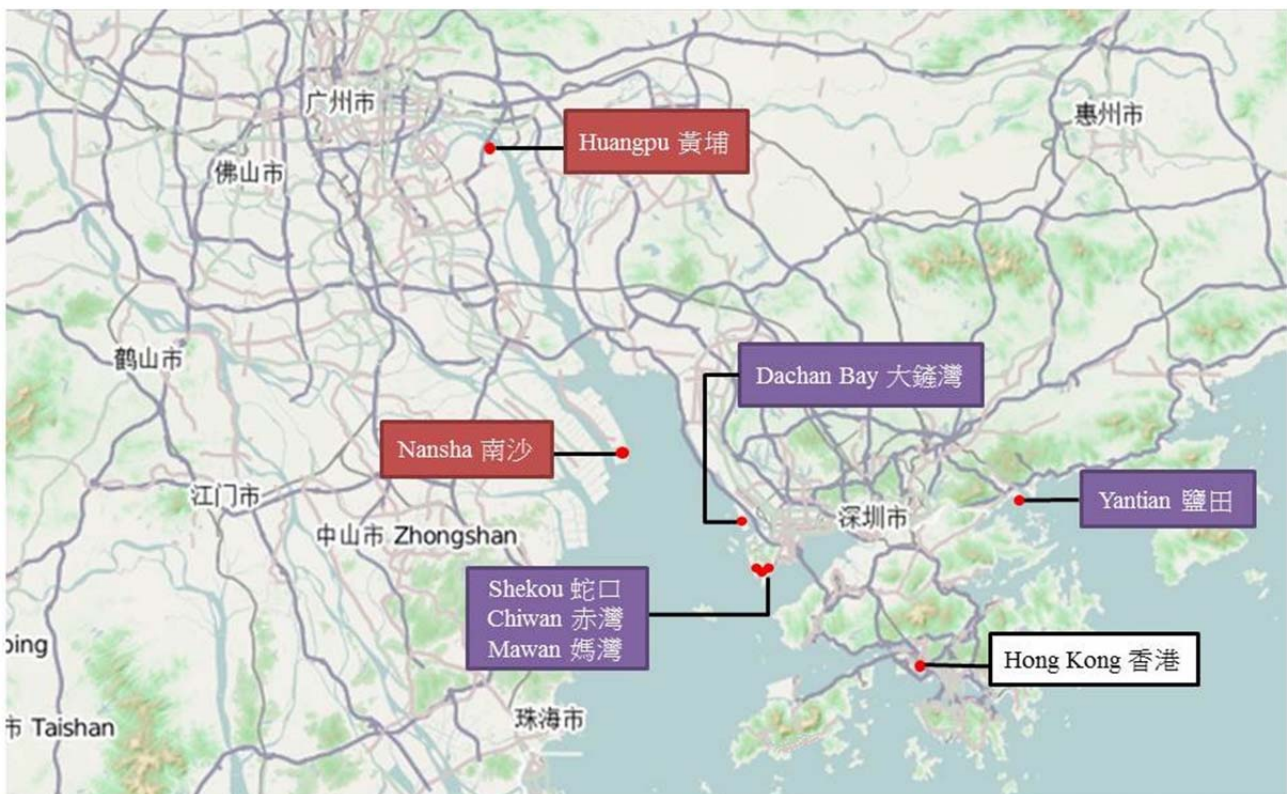 广州市
惠州市
Huangpu 黃埔
佛山市
鹤山市
Dachan Bay 大鏟灣
Nansha 南沙
江门市
Yantian 鹽田
深圳市
中山市 Zhongshan
Shekou 蛇口
Chiwan 赤灣
Mawan 媽灣
ping
Hong Kong 香港
市 Taishan
珠海市